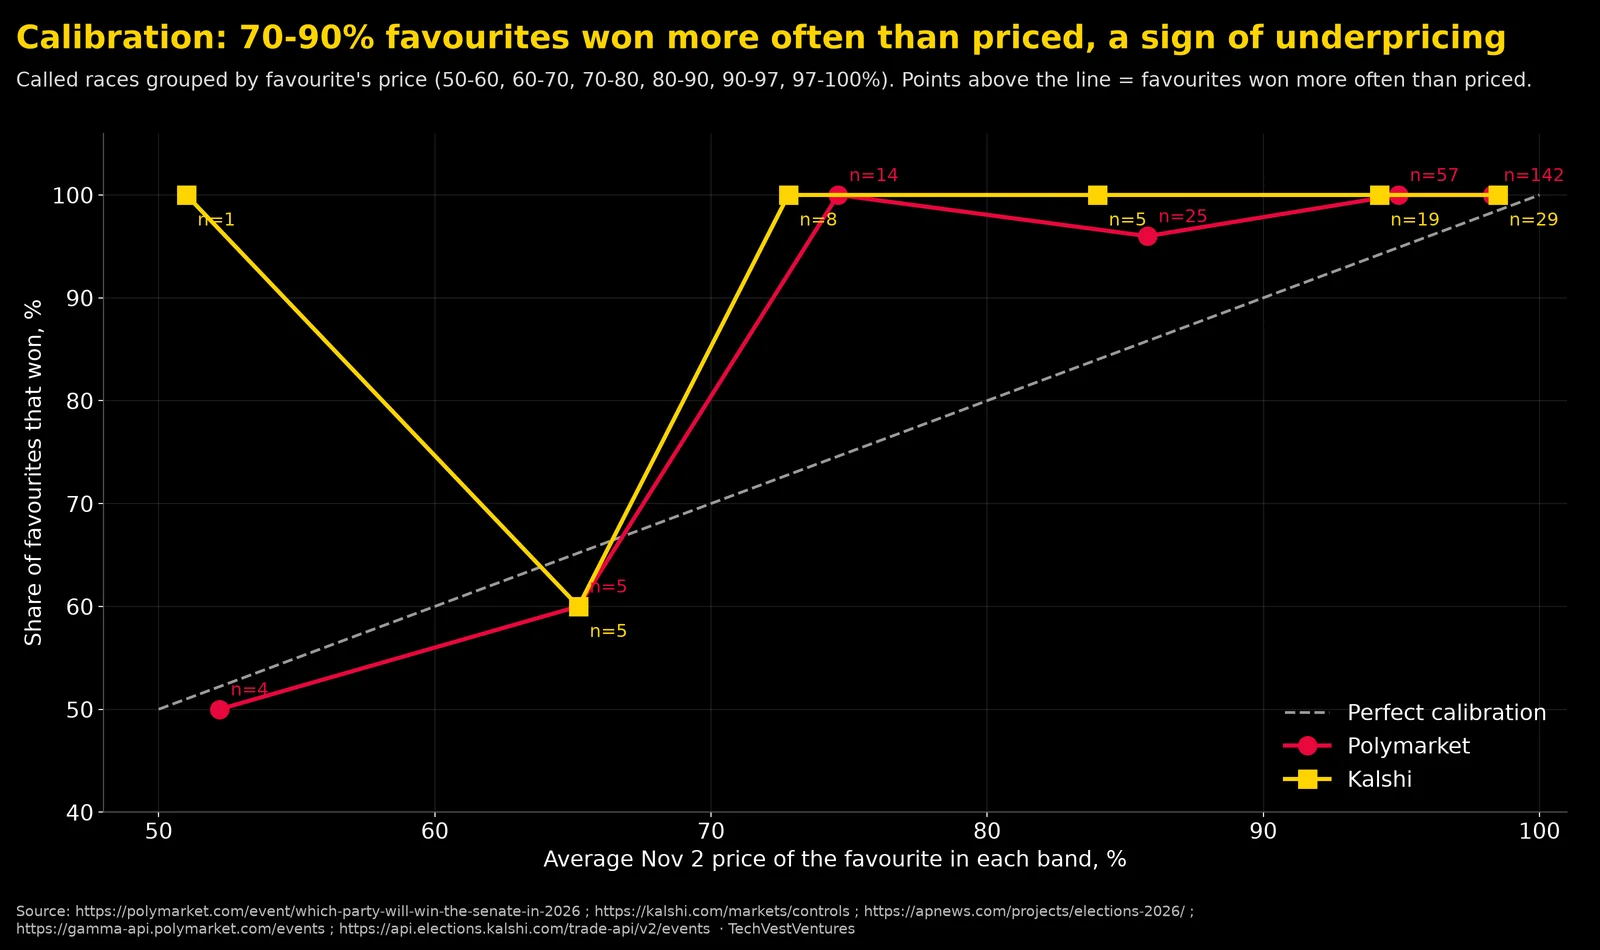 Calibration: 70-90% favourites won more often than priced, a sign of underpricing
Called races grouped by favourite's price (50-60, 60-70, 70-80, 80-90, 90-97, 97-100%). Points above the line = favourites won more often than priced.
Share of favourites that won, %
100
90
80
70
60
50
40
n=1
n=4
n=5
n=5
n=14
n=8
n=5
n=25
n=57
n=19
n=142
n=29
Perfect calibration
Polymarket
Kalshi
50
60
70
80
90
100
Average Nov 2 price of the favourite in each band, %
Source: https://polymarket.com/event/which-party-will-win-the-senate-in-2026 ; https://kalshi.com/markets/controls ; https://apnews.com/projects/elections-2026/ ;
https://gamma-api.polymarket.com/events ; https://api.elections.kalshi.com/trade-api/v2/events · TechVestVentures